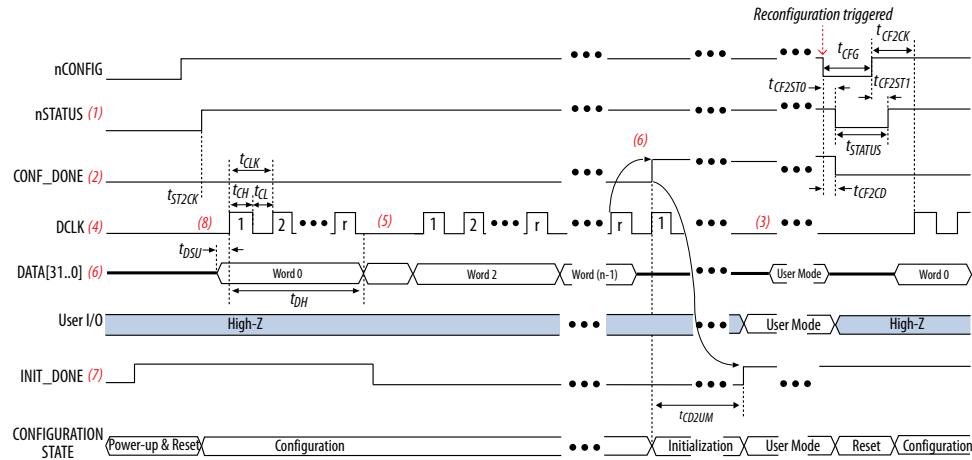 Reconfiguration triggered
tCF2CK
tCFG
nCONFIG
tCF2ST0
tCF2ST1
nSTATUS (1)
tSTATUS
tCLK
(6)
CONF_DONE (2)
tST2CK
tCH tCL
tCF2CD
DCLK (4) (8) 1 2 r (5) 1 2 r r 1 (3)
tDSU
DATA[31..0] (6) Word 0 Word 2 Word (n-1) User Mode Word 0
tDH
User I/O High-Z User Mode High-Z
INIT_DONE (7)
tCD2UM
CONFIGURATION
STATE
Power-up & Reset Configuration Initialization User Mode Reset Configuration